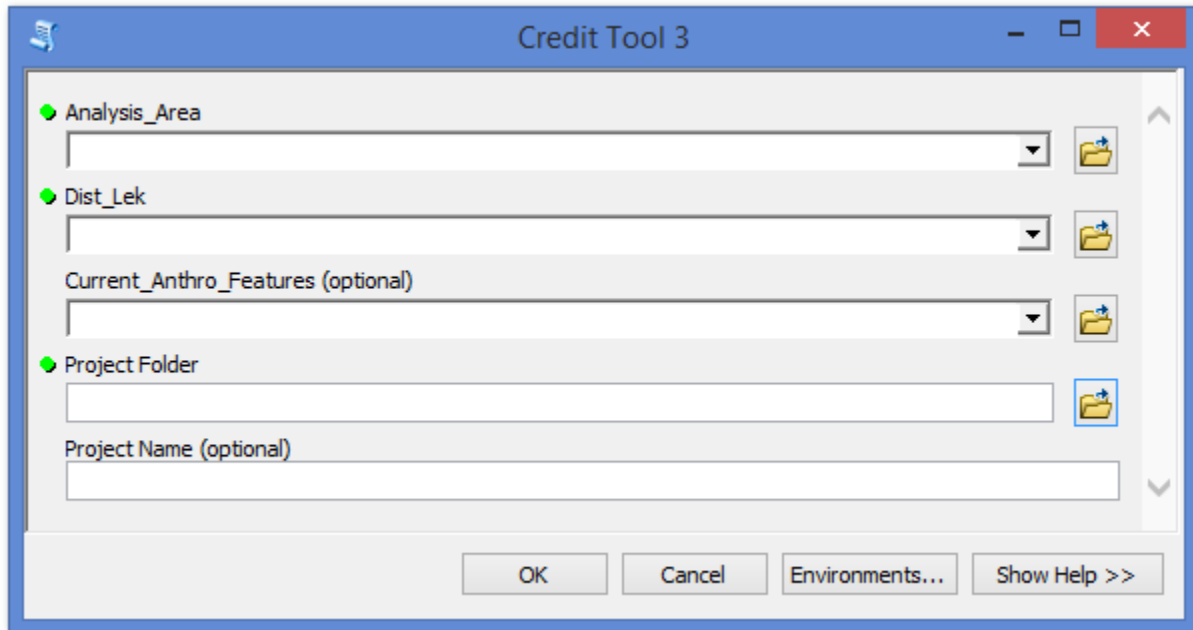 Credit Tool 3
Analysis_Area
Dist_Lek
Current_Anthro_Features (optional)
Project Folder
Project Name (optional)
OK Cancel Environments... Show Help >>